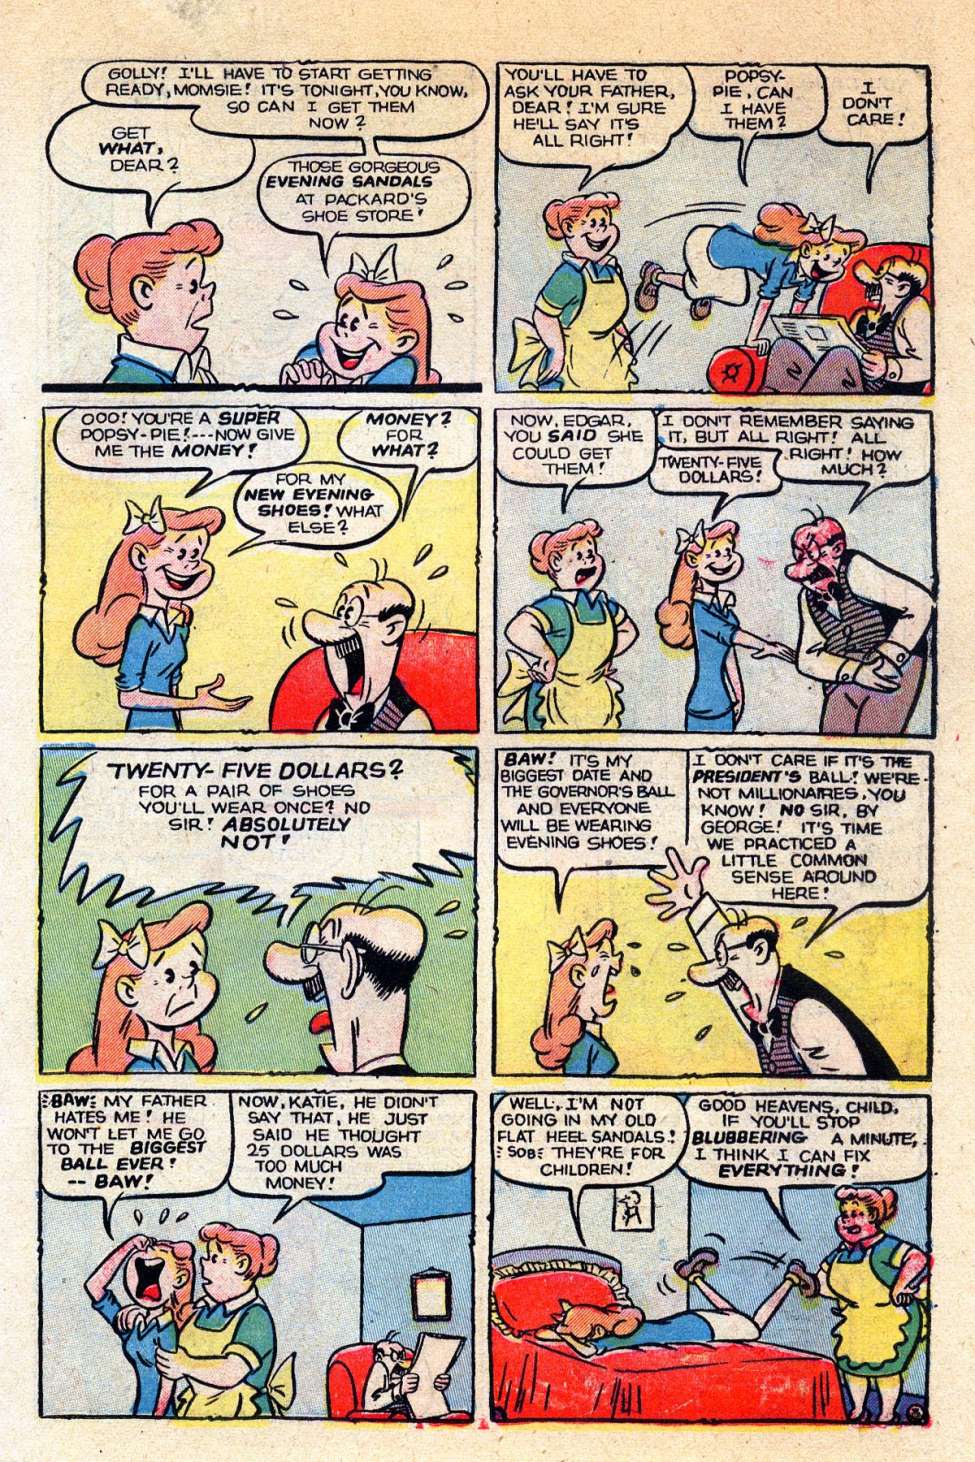 GOLLY! I'LL HAVE TO START GETTING
READY, MOMSIE! IT'S TONIGHT, YOU KNOW,
SO CAN I GET THEM
NOW?
GET
WHAT,
DEAR?
THOSE GORGEOUS
EVENING SANDALS
AT PACKARD'S
SHOE STORE!
YOU'LL HAVE TO
ASK YOUR FATHER,
DEAR! I'M SURE
HE'LL SAY IT'S
ALL RIGHT!
POPSY-
PIE, CAN
I HAVE
THEM?
I
DON'T
CARE!
OOO! YOU'RE A SUPER
POPSY-PIE!---NOW GIVE
ME THE MONEY!
MONEY?
FOR
WHAT?
FOR MY
NEW EVENING
SHOES! WHAT
ELSE?
NOW, EDGAR,
YOU SAID SHE
COULD GET
THEM!
I DON'T REMEMBER SAYING
IT, BUT ALL RIGHT! ALL
RIGHT! HOW
MUCH?
TWENTY-FIVE
DOLLARS!
TWENTY-FIVE DOLLARS?
FOR A PAIR OF SHOES
YOU'LL WEAR ONCE? NO
SIR! ABSOLUTELY
NOT!
BAW! IT'S MY
BIGGEST DATE AND
THE GOVERNOR'S BALL
AND EVERYONE
WILL BE WEARING
EVENING SHOES!
I DON'T CARE IF IT'S THE
PRESIDENT'S BALL! WE'RE
NOT MILLIONAIRES, YOU
KNOW! NO SIR, BY
GEORGE! IT'S TIME
WE PRACTICED A
LITTLE COMMON
SENSE AROUND
HERE!
BAW! MY FATHER
HATES ME! HE
WON'T LET ME GO
TO THE BIGGEST
BALL EVER!
-- BAW!
NOW, KATIE, HE DIDN'T
SAY THAT, HE JUST
SAID HE THOUGHT
25 DOLLARS WAS
TOO MUCH
MONEY!
WELL, I'M NOT
GOING IN MY OLD
FLAT HEEL SANDALS!
SOB THEY'RE FOR
CHILDREN!
GOOD HEAVENS, CHILD,
IF YOU'LL STOP
BLUBBERING A MINUTE,
I THINK I CAN FIX
EVERYTHING!